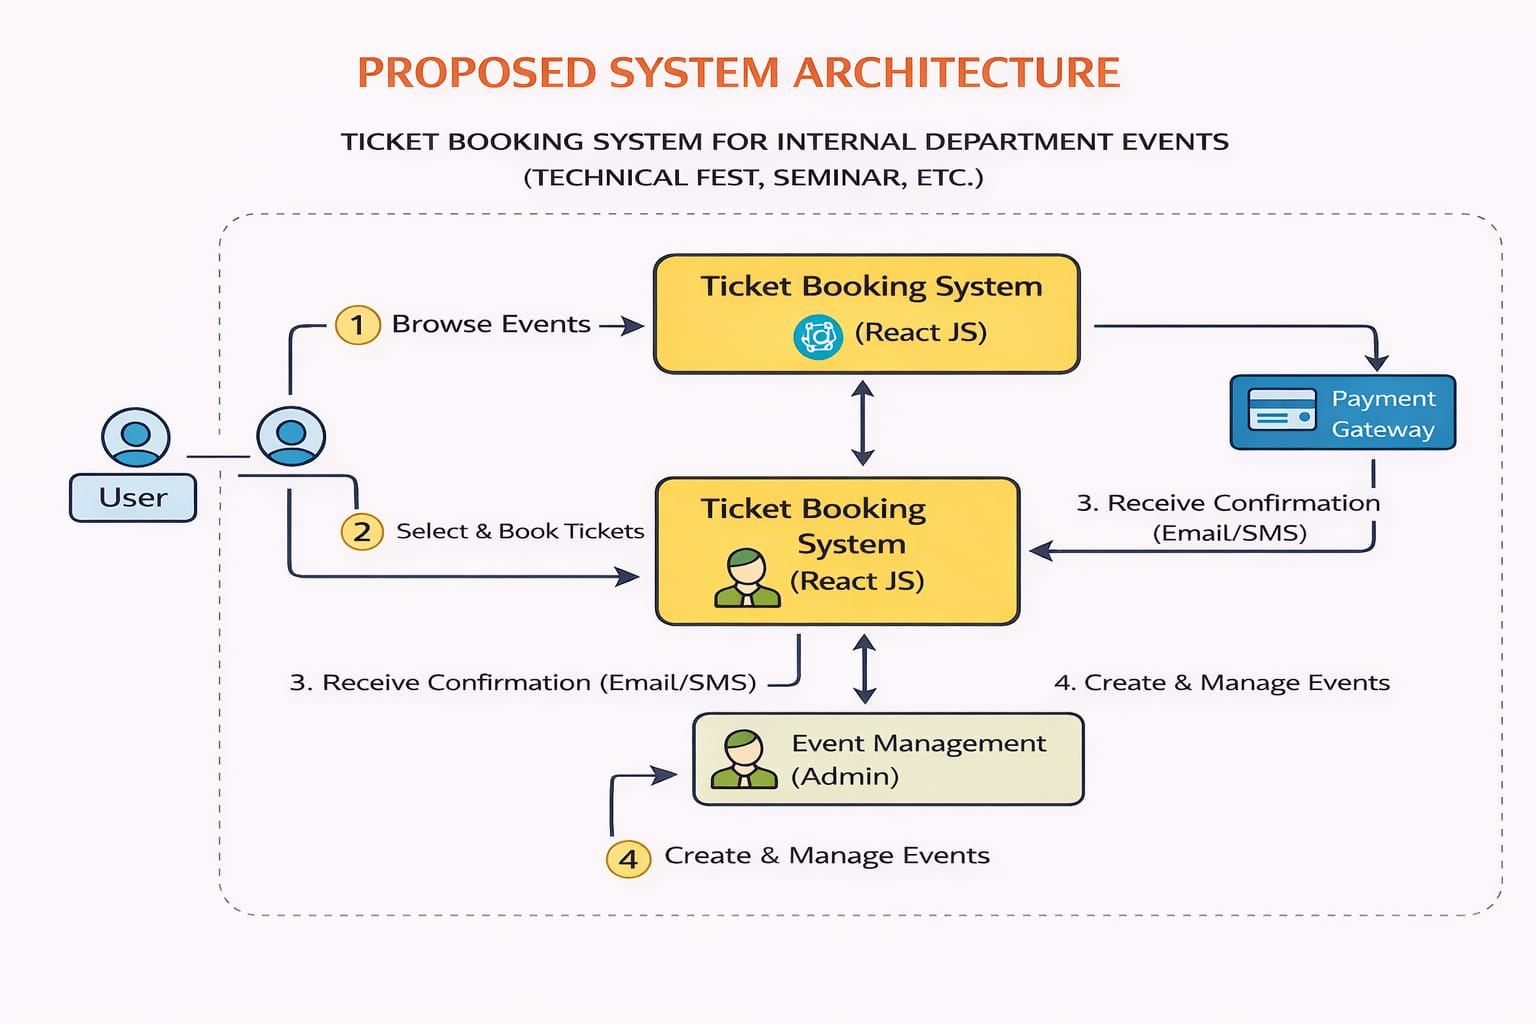 PROPOSED SYSTEM ARCHITECTURE
TICKET BOOKING SYSTEM FOR INTERNAL DEPARTMENT EVENTS
(TECHNICAL FEST, SEMINAR, ETC.)
Ticket Booking System
(React JS)
1 Browse Events
Payment
Gateway
User
2 Select & Book Tickets
Ticket Booking
System
(React JS)
3. Receive Confirmation
(Email/SMS)
3. Receive Confirmation (Email/SMS)
4. Create & Manage Events
Event Management
(Admin)
4 Create & Manage Events